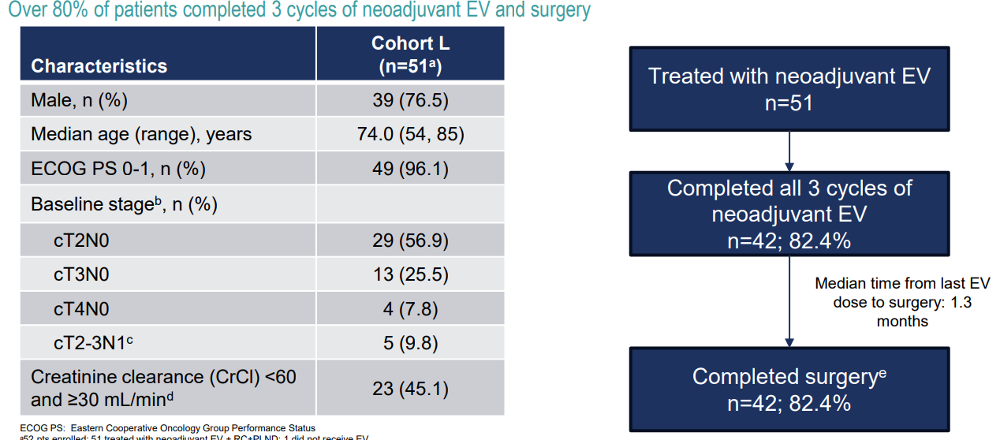 Over 80% of patients completed 3 cycles of neoadjuvant EV and surgery
Characteristics
Cohort L
(n=51ᵃ)
Male, n (%) 39 (76.5)
Median age (range), years 74.0 (54, 85)
ECOG PS 0-1, n (%) 49 (96.1)
Baseline stageᵇ, n (%)
cT2N0 29 (56.9)
cT3N0 13 (25.5)
cT4N0 4 (7.8)
cT2-3N1ᶜ 5 (9.8)
Creatinine clearance (CrCl) <60
and ≥30 mL/minᵈ
23 (45.1)
ECOG PS: Eastern Cooperative Oncology Group Performance Status
ᵃ52 pts enrolled; 51 treated with neoadjuvant EV + RC+PLND; 1 did not receive EV
Treated with neoadjuvant EV
n=51
Completed all 3 cycles of
neoadjuvant EV
n=42; 82.4%
Median time from last EV
dose to surgery: 1.3
months
Completed surgeryᵉ
n=42; 82.4%